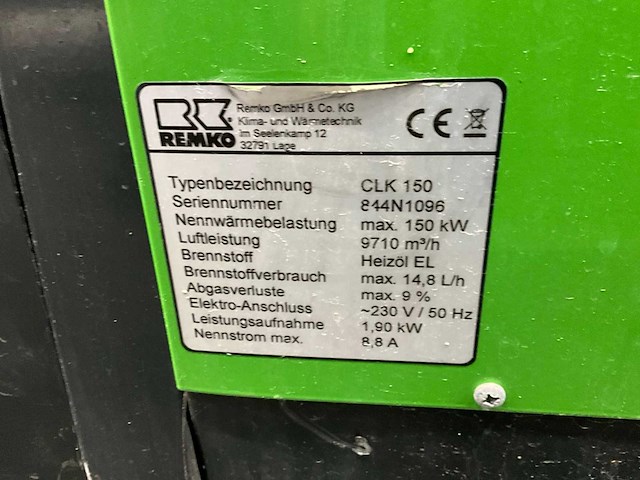 REMKO
Remko GmbH & Co. KG
Klima- und Wärmetechnik
Im Seelenkamp 12
32791 Lage
CE
Typenbezeichnung CLK 150
Seriennummer 844N1096
Nennwärmebelastung max. 150 kW
Luftleistung 9710 m³/h
Brennstoff Heizöl EL
Brennstoffverbrauch max. 14,8 L/h
Abgasverluste max. 9 %
Elektro-Anschluss ~230 V / 50 Hz
Leistungsaufnahme 1,90 kW
Nennstrom max. 8,8 A